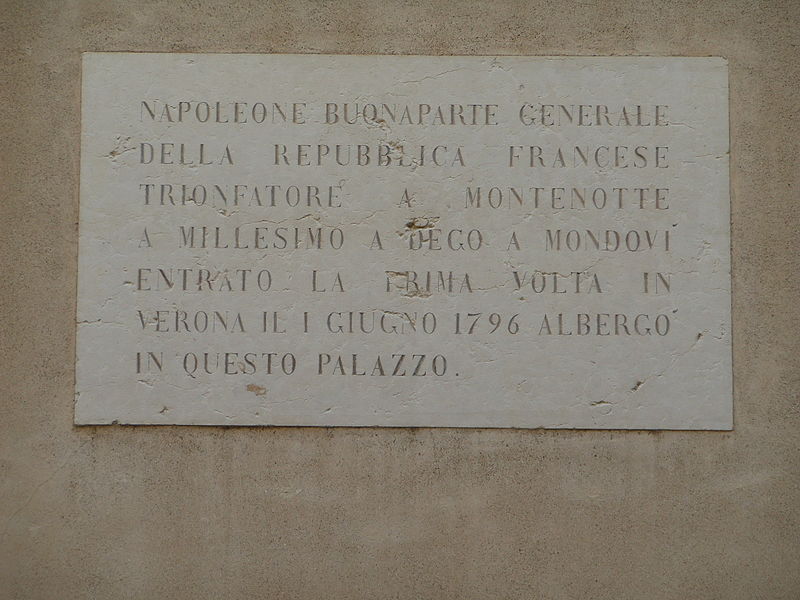 NAPOLEONE BUONAPARTE GENERALE
DELLA REPUBBLICA FRANCESE
TRIONFATORE A MONTENOTTE
A MILLESIMO A DEGO A MONDOVI
ENTRATO LA PRIMA VOLTA IN
VERONA IL 1 GIUGNO 1796 ALBERGO
IN QUESTO PALAZZO.